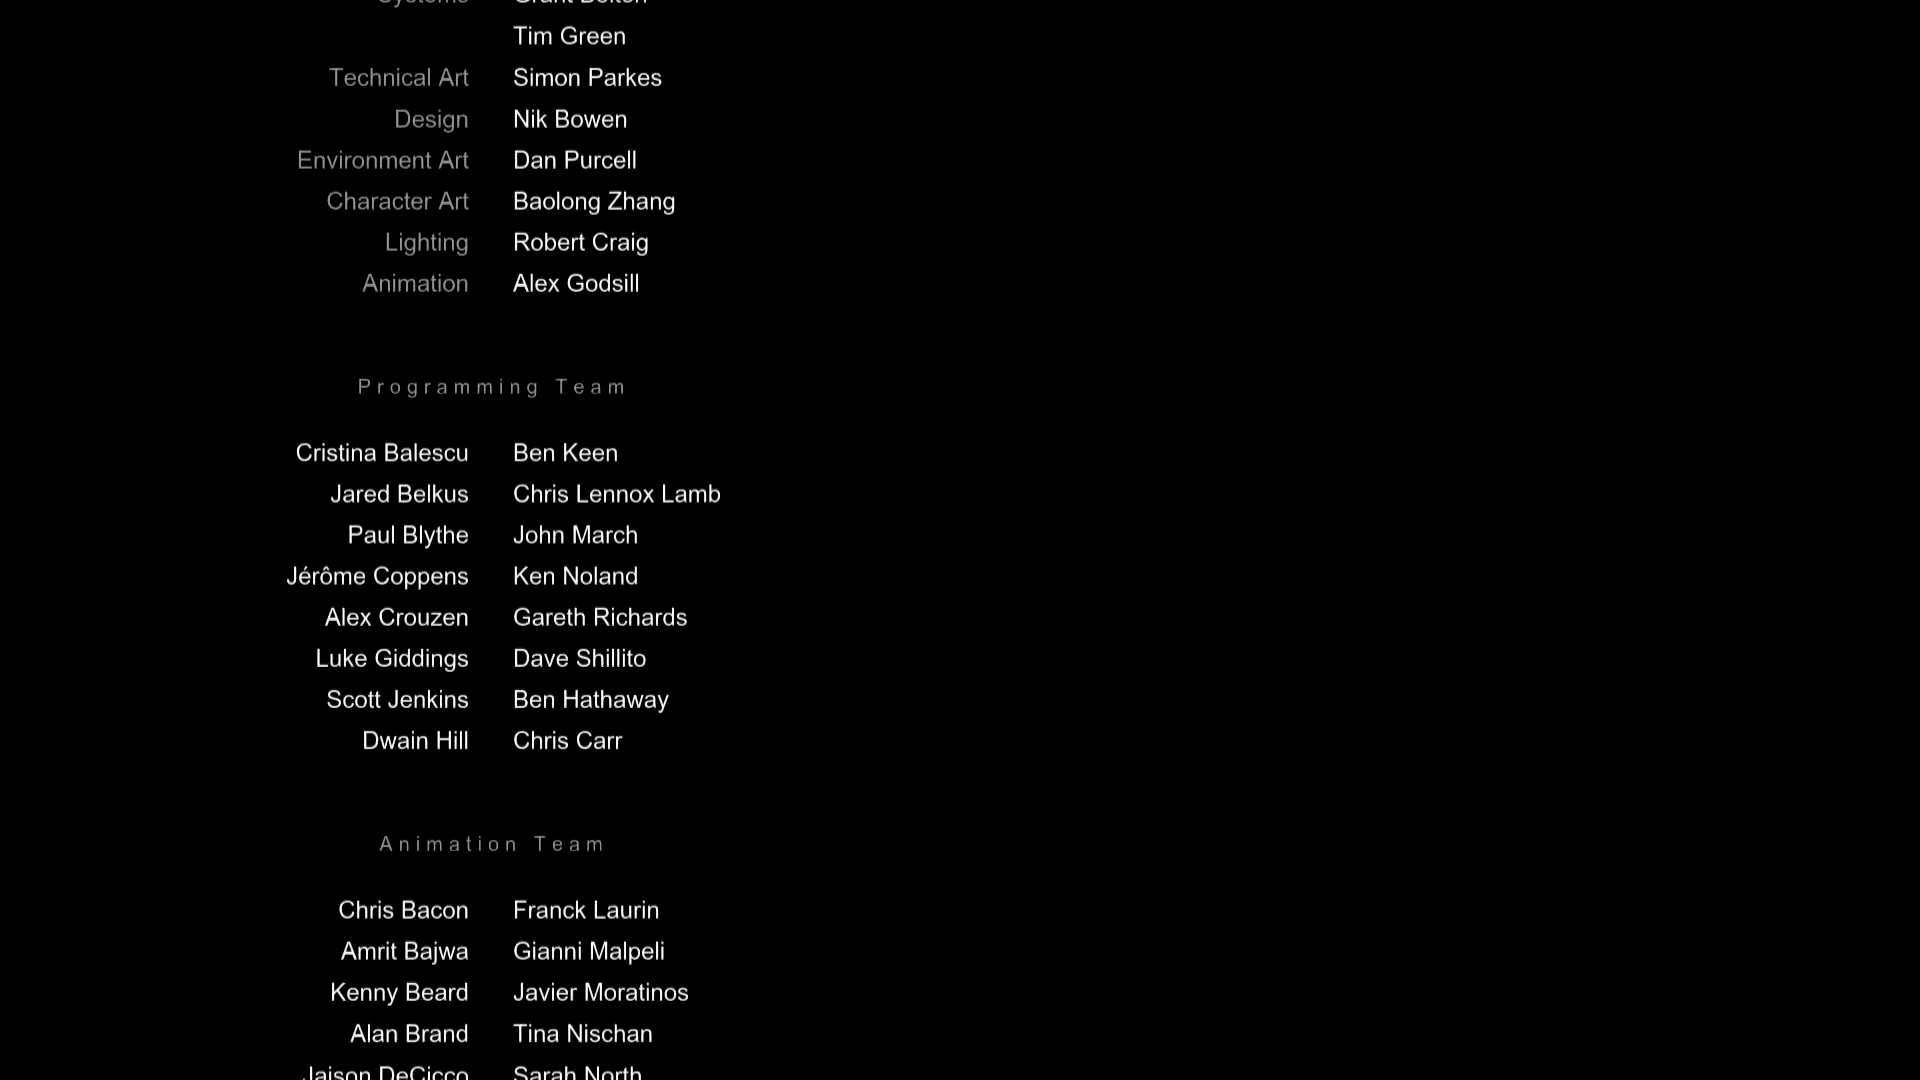 Systems Grant Bolton
Tim Green
Technical Art Simon Parkes
Design Nik Bowen
Environment Art Dan Purcell
Character Art Baolong Zhang
Lighting Robert Craig
Animation Alex Godsill
Programming Team
Cristina Balescu Ben Keen
Jared Belkus Chris Lennox Lamb
Paul Blythe John March
Jérôme Coppens Ken Noland
Alex Crouzen Gareth Richards
Luke Giddings Dave Shillito
Scott Jenkins Ben Hathaway
Dwain Hill Chris Carr
Animation Team
Chris Bacon Franck Laurin
Amrit Bajwa Gianni Malpeli
Kenny Beard Javier Moratinos
Alan Brand Tina Nischan
Jaison DeCicco Sarah North